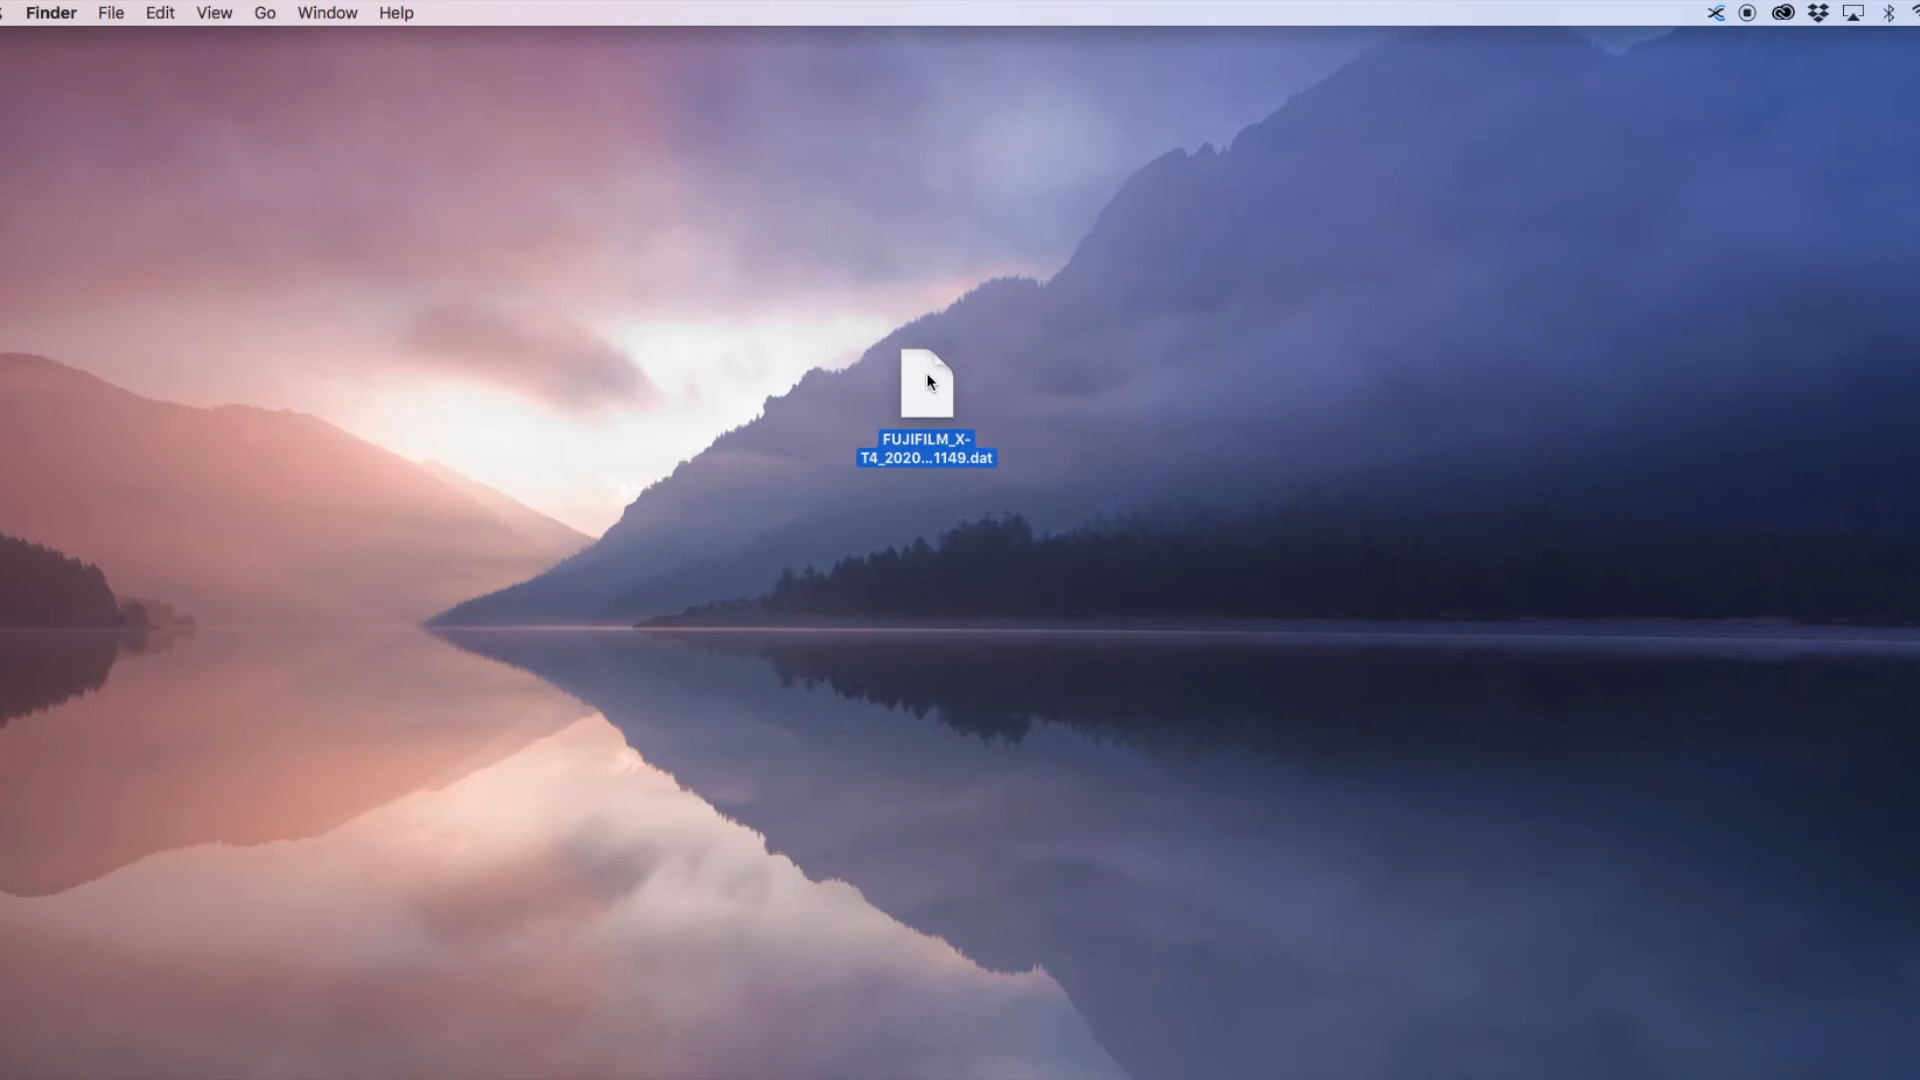 Finder File Edit View Go Window Help
FUJIFILM_X-
T4_2020...1149.dat